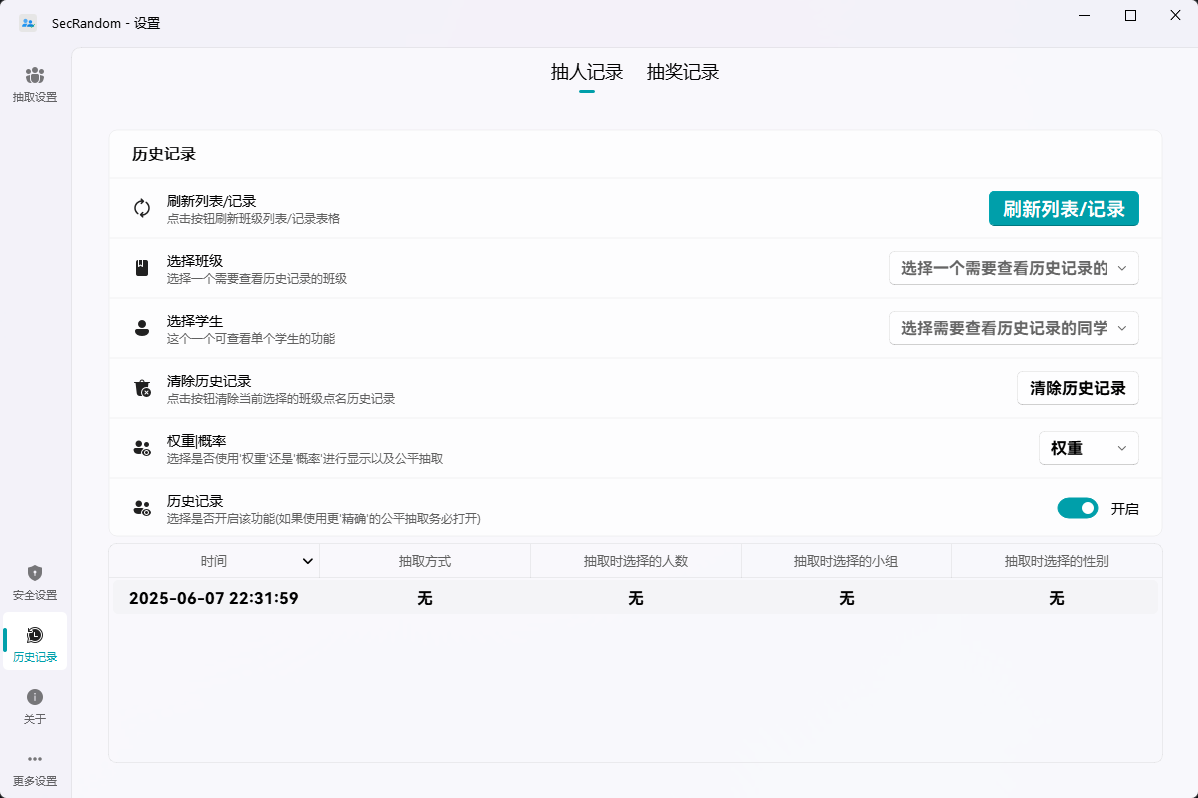 SecRandom - 设置
抽取设置
抽人记录 抽奖记录
历史记录
刷新列表/记录
点击按钮刷新班级列表/记录表格
刷新列表/记录
选择班级
选择一个需要查看历史记录的班级
选择一个需要查看历史记录的
选择学生
这个一个可查看单个学生的功能
选择需要查看历史记录的同学
清除历史记录
点击按钮清除当前选择的班级点名历史记录
清除历史记录
权重|概率
选择是否使用'权重'还是'概率'进行显示以及公平抽取
权重
历史记录
选择是否开启该功能(如果使用更'精确'的公平抽取务必打开)
开启
时间 抽取方式 抽取时选择的人数 抽取时选择的小组 抽取时选择的性别
2025-06-07 22:31:59 无 无 无 无
安全设置
历史记录
关于
更多设置